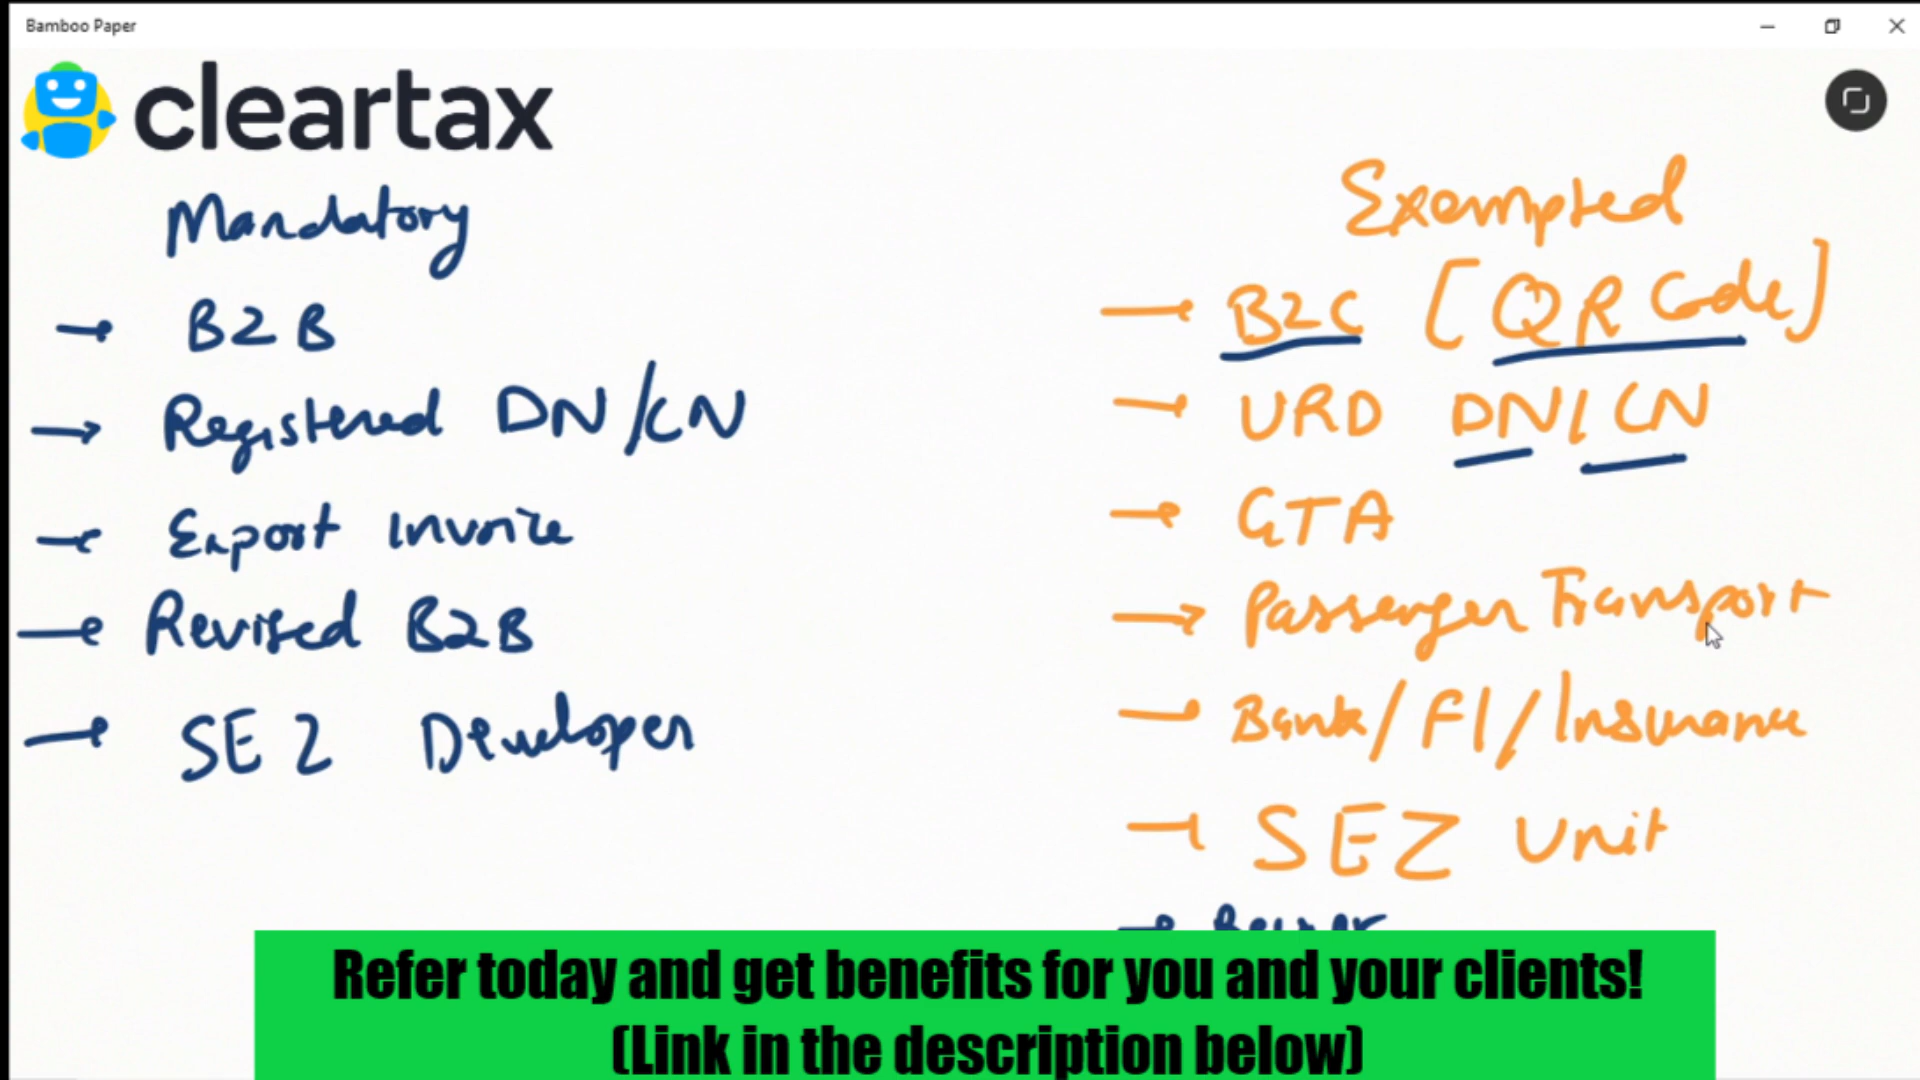 Bamboo Paper
cleartax
Mandatory
B2B
Registered DN/CN
Export Invoice
Revised B2B
SEZ Developer
Exempted
B2C [QR Code]
URD DN/CN
GTA
Passenger Transport
Bank/FI/Insurance
SEZ Unit
Refer today and get benefits for you and your clients!
(Link in the description below)